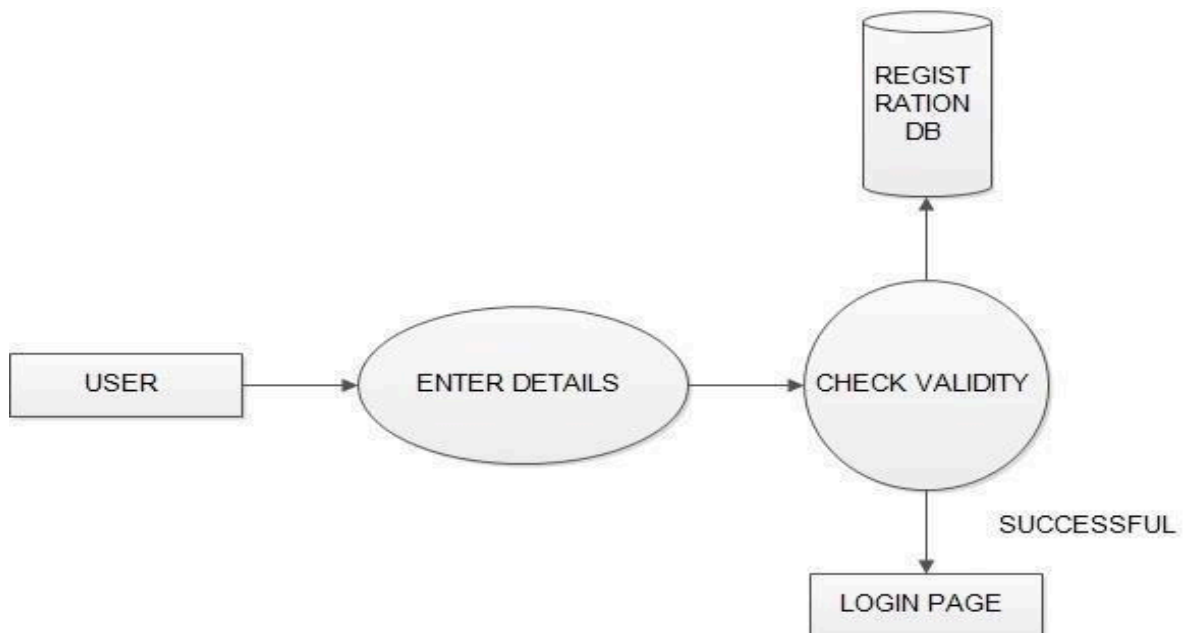 REGIST
RATION
DB
USER
ENTER DETAILS
CHECK VALIDITY
SUCCESSFUL
LOGIN PAGE